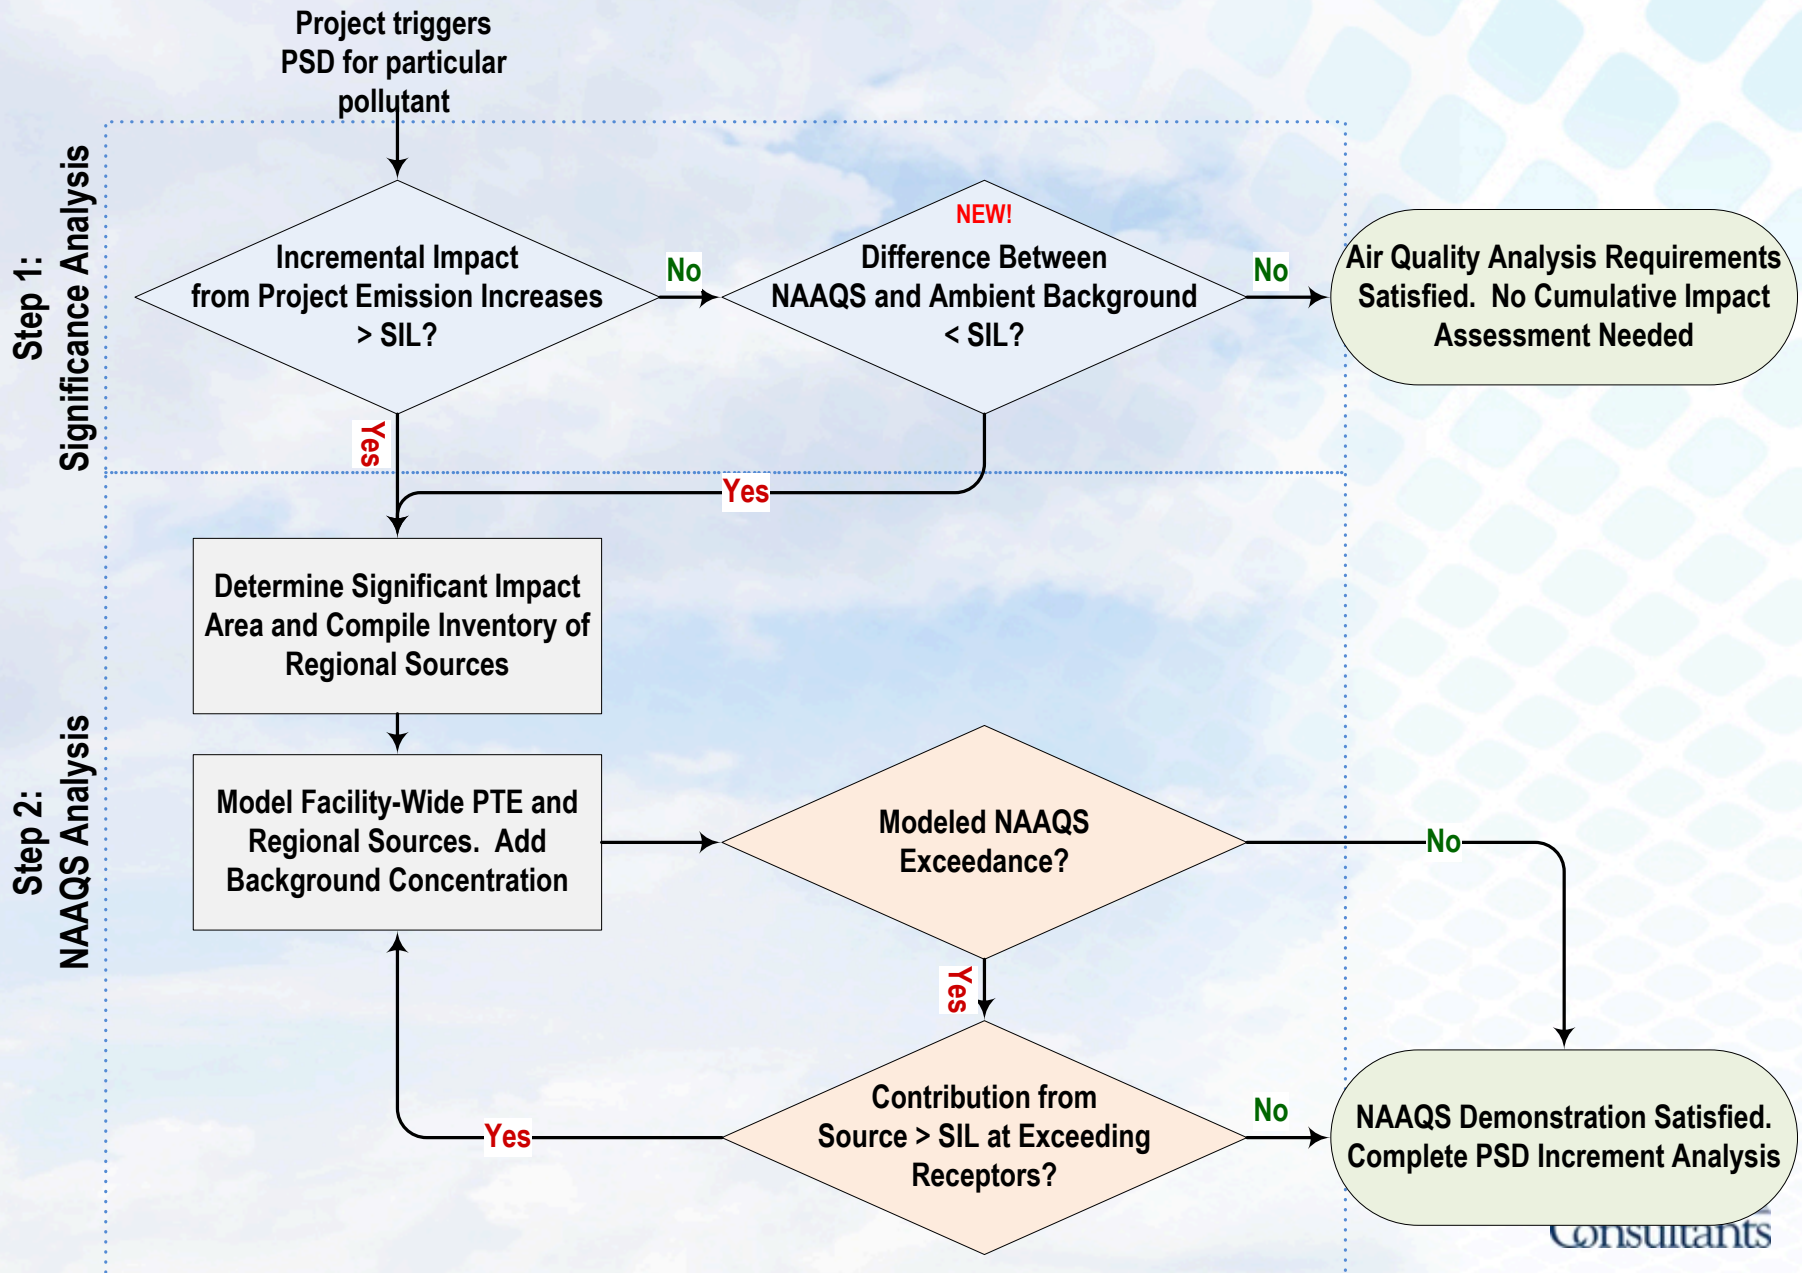 Project triggers
PSD for particular
pollutant
Step 1:
Significance Analysis
Incremental Impact
from Project Emission Increases
> SIL?
No
NEW!
Difference Between
NAAQS and Ambient Background
< SIL?
No
Air Quality Analysis Requirements
Satisfied.  No Cumulative Impact
Assessment Needed
Yes
Yes
Step 2:
NAAQS Analysis
Determine Significant Impact
Area and Compile Inventory of
Regional Sources
Model Facility-Wide PTE and
Regional Sources.  Add
Background Concentration
Modeled NAAQS
Exceedance?
No
Yes
Contribution from
Source > SIL at Exceeding
Receptors?
Yes
No
NAAQS Demonstration Satisfied.
Complete PSD Increment Analysis
Consultants